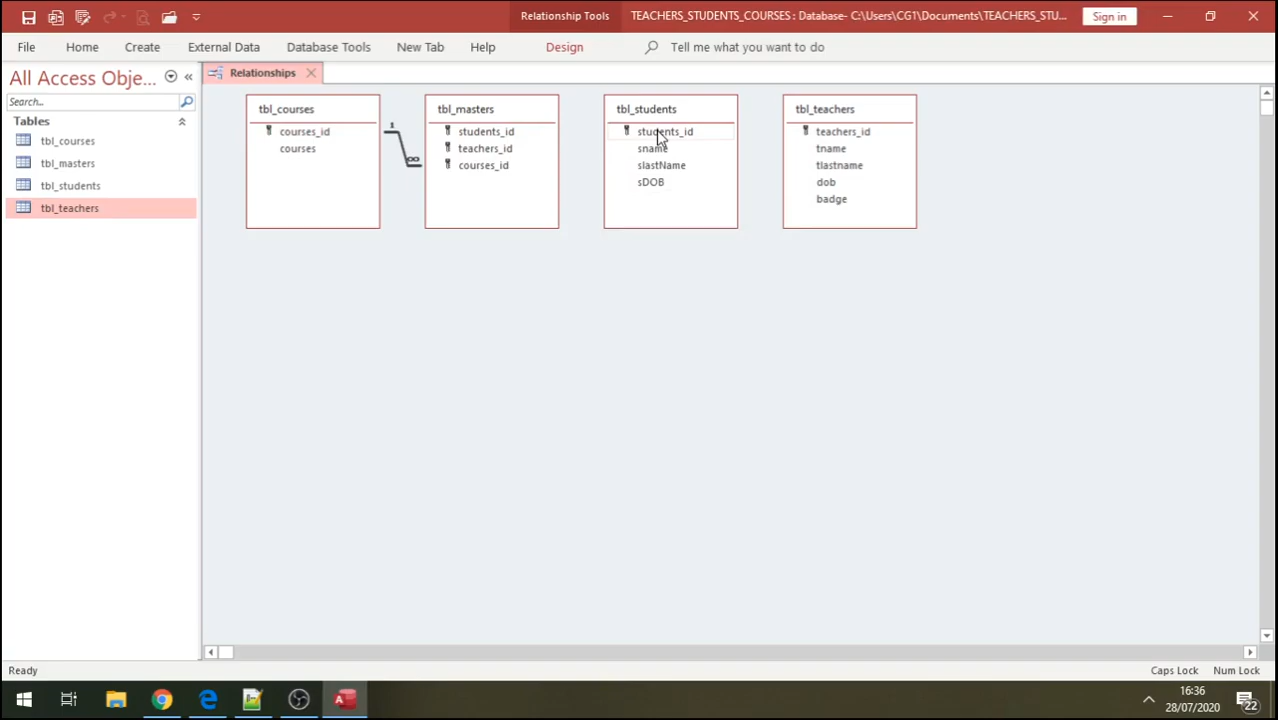 Relationship Tools
TEACHERS_STUDENTS_COURSES : Database- C:\Users\CG1\Documents\TEACHERS_STU...
Sign in
File Home Create External Data Database Tools New Tab Help Design Tell me what you want to do
All Access Obje...
Search...
Tables
tbl_courses
tbl_masters
tbl_students
tbl_teachers
Relationships
tbl_courses
courses_id
courses
1
∞
tbl_masters
students_id
teachers_id
courses_id
tbl_students
students_id
sname
slastName
sDOB
tbl_teachers
teachers_id
tname
tlastname
dob
badge
Ready
Caps Lock Num Lock
16:36
28/07/2020
22